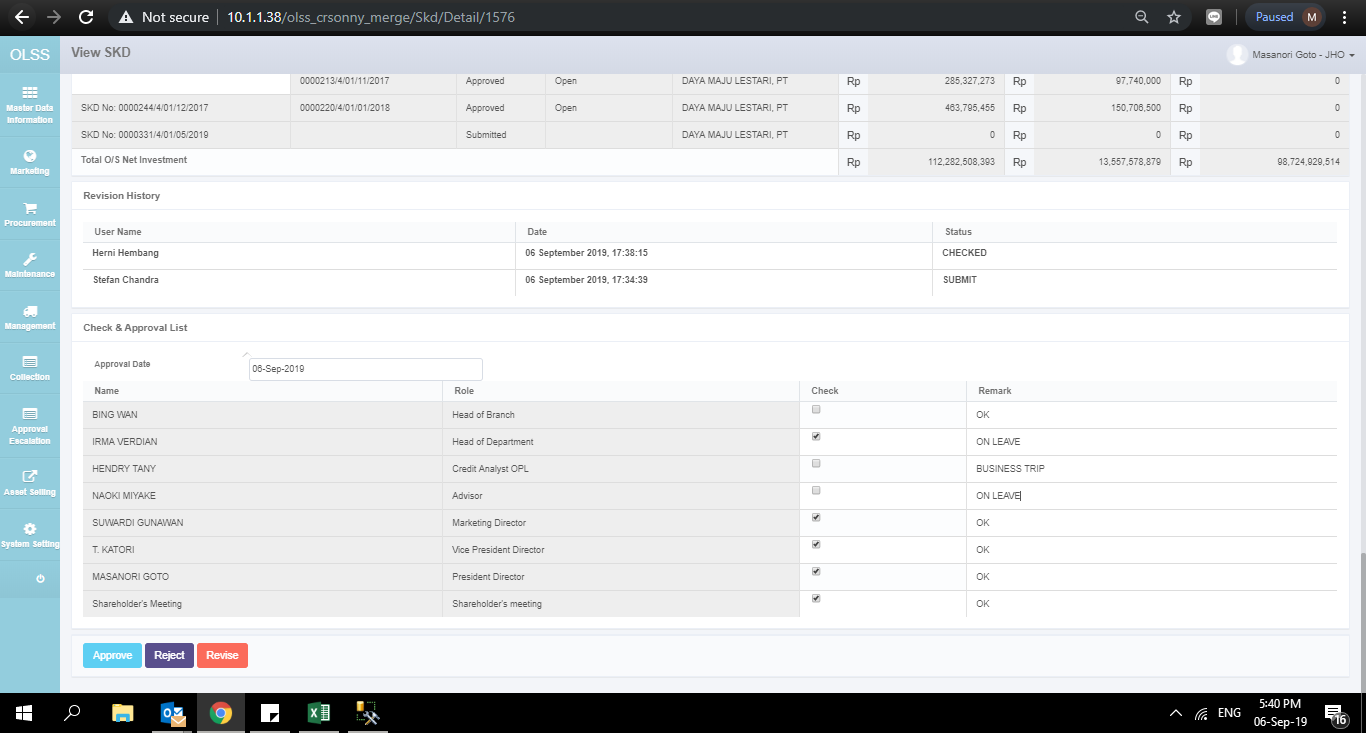 Not secure | 10.1.1.38/olss_crsonny_merge/Skd/Detail/1576 Paused M
OLSS View SKD Masanori Goto - JHO
Master Data Information
Marketing
Procurement
Maintenance
Management
Collection
Approval Escalation
Asset Selling
System Setting
0000213/4/01/11/2017 Approved Open DAYA MAJU LESTARI, PT Rp 285,327,273 Rp 97,740,000 Rp 0
SKD No: 0000244/4/01/12/2017 0000220/4/01/01/2018 Approved Open DAYA MAJU LESTARI, PT Rp 463,795,455 Rp 150,706,500 Rp 0
SKD No: 0000331/4/01/05/2019 Submitted DAYA MAJU LESTARI, PT Rp 0 Rp 0 Rp 0
Total O/S Net Investment Rp 112,282,508,393 Rp 13,557,578,879 Rp 98,724,929,514
Revision History
User Name Date Status
Herni Hembang 06 September 2019, 17:38:15 CHECKED
Stefan Chandra 06 September 2019, 17:34:39 SUBMIT
Check & Approval List
Approval Date 06-Sep-2019
Name Role Check Remark
BING WAN Head of Branch OK
IRMA VERDIAN Head of Department ON LEAVE
HENDRY TANY Credit Analyst OPL BUSINESS TRIP
NAOKI MIYAKE Advisor ON LEAVE
SUWARDI GUNAWAN Marketing Director OK
T. KATORI Vice President Director OK
MASANORI GOTO President Director OK
Shareholder's Meeting Shareholder's meeting OK
Approve Reject Revise
ENG 5:40 PM
06-Sep-19 16